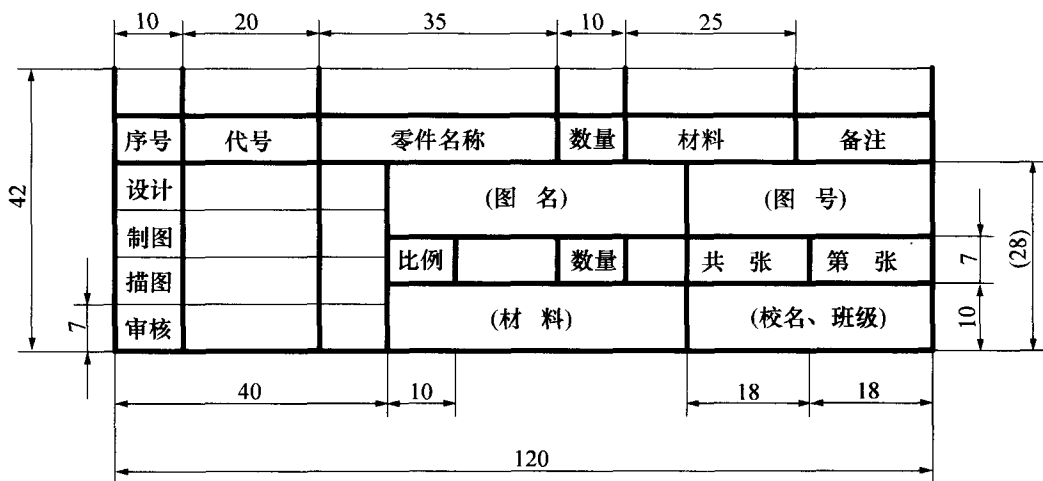 10 20 35 10 25
42
序号 代号 零件名称 数量 材料 备注
设计 (图 名) (图 号)
制图
比例 数量 共 张 第 张 7 (28)
描图
7 审核 (材 料) (校名、班级) 10
40 10 18 18
120